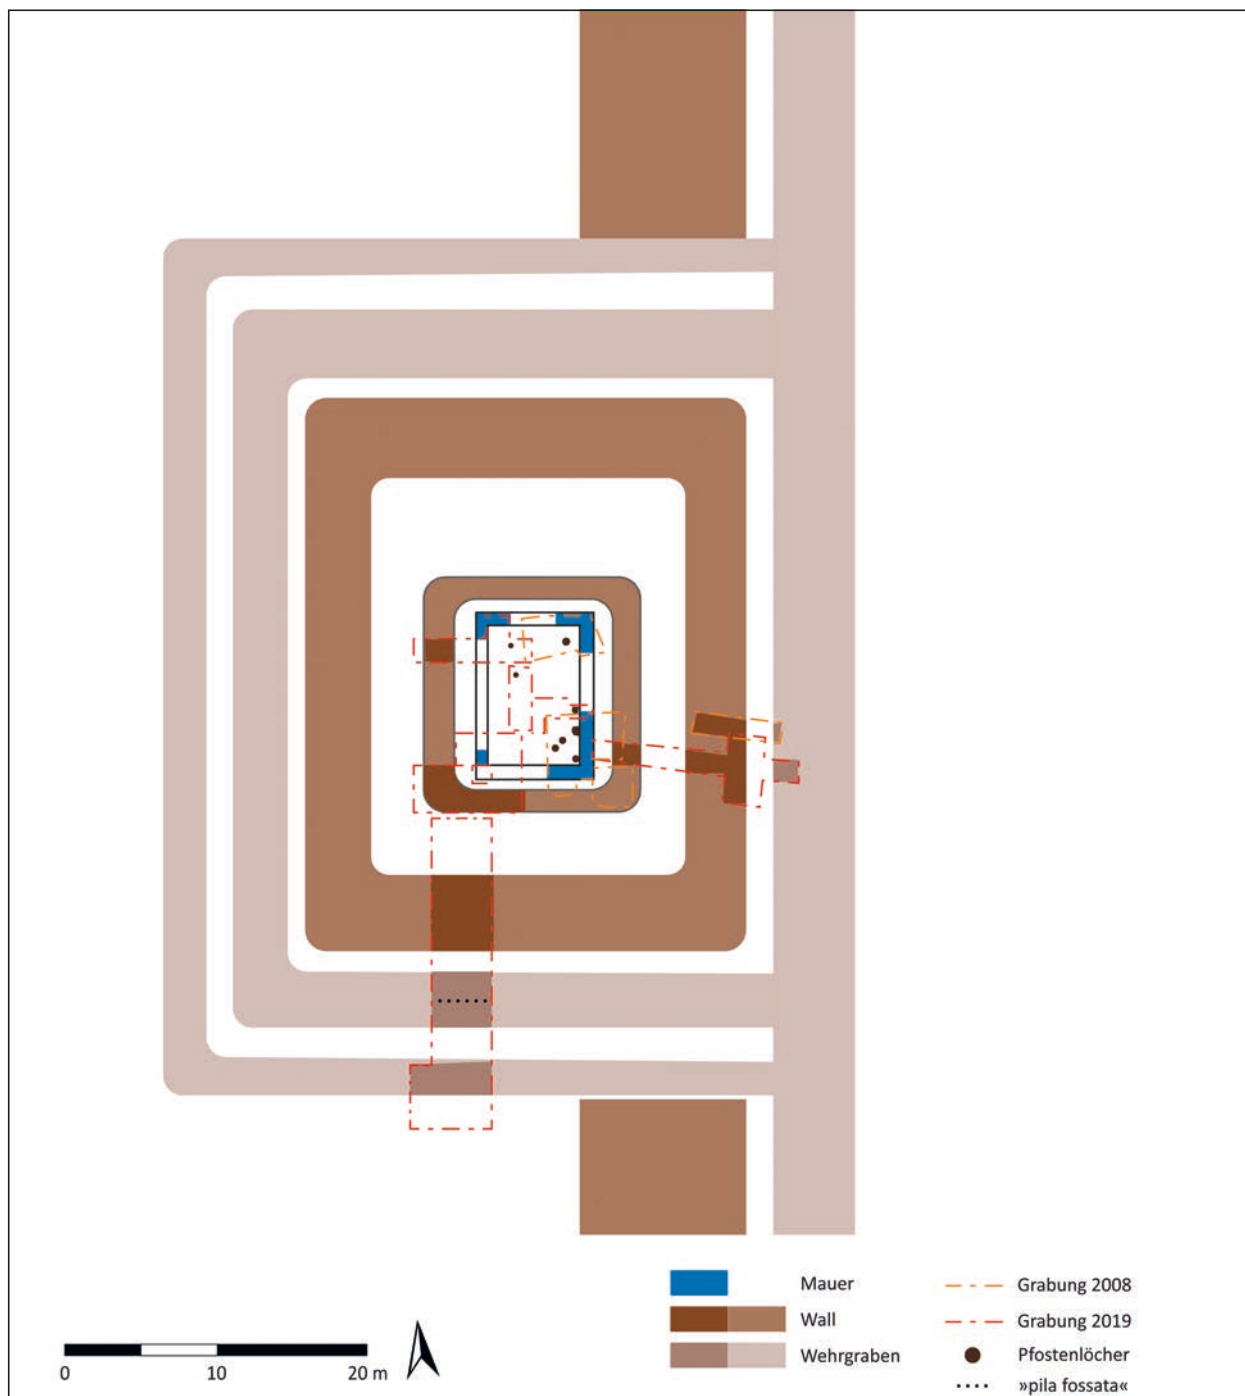 Mauer
Wall
Wehrgraben
Grabung 2008
Grabung 2019
Pfostenlöcher
»pila fossata«
0 10 20 m